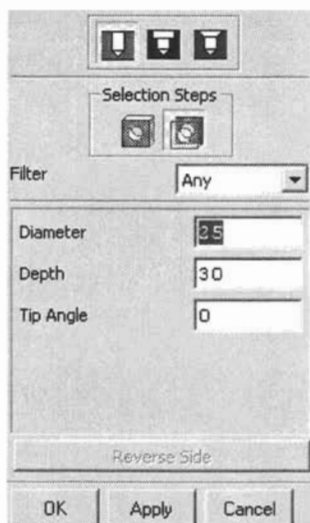 Selection Steps
Filter
Any
Diameter
25
Depth
30
Tip Angle
0
Reverse Side
OK
Apply
Cancel